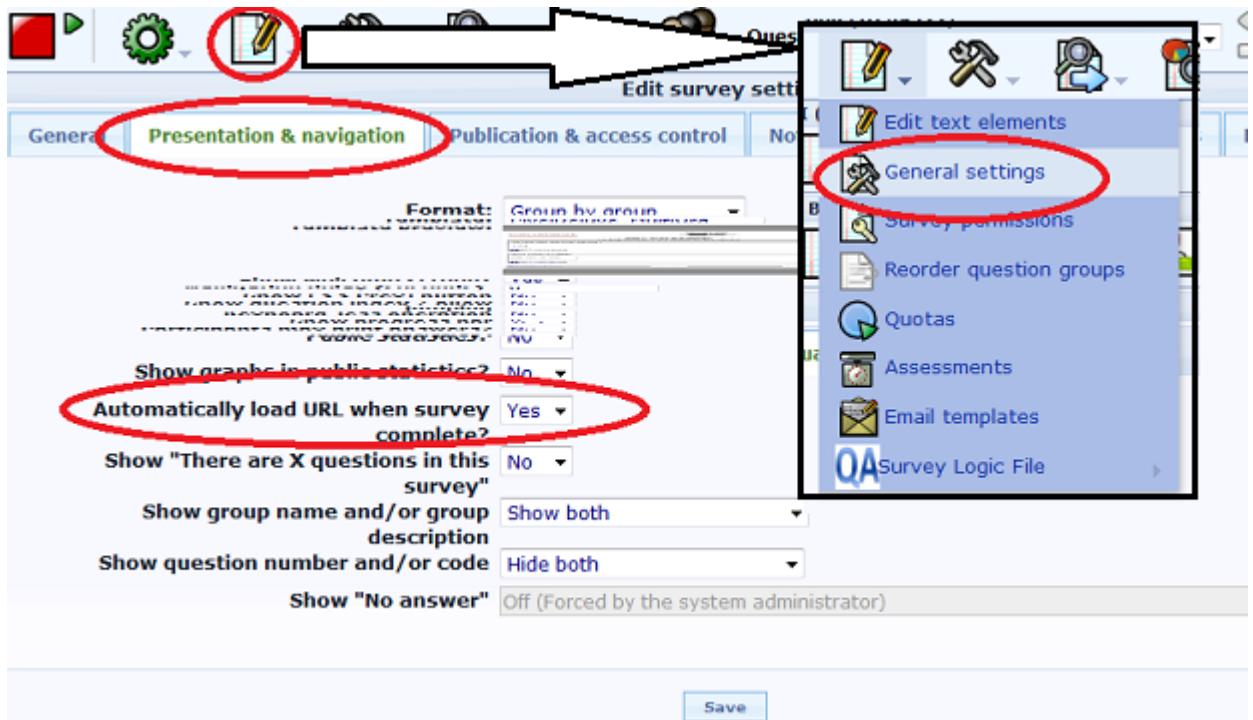 Ques
Edit survey setti
General
Presentation & navigation
Publication & access control
Not
Edit text elements
General settings
Survey permissions
Reorder question groups
Quotas
Assessments
Email templates
QA Survey Logic File
Format: Group by group
No
Show graphs in public statistics? No
Automatically load URL when survey complete? Yes
Show "There are X questions in this survey" No
Show group name and/or group description Show both
Show question number and/or code Hide both
Show "No answer" Off (Forced by the system administrator)
Save